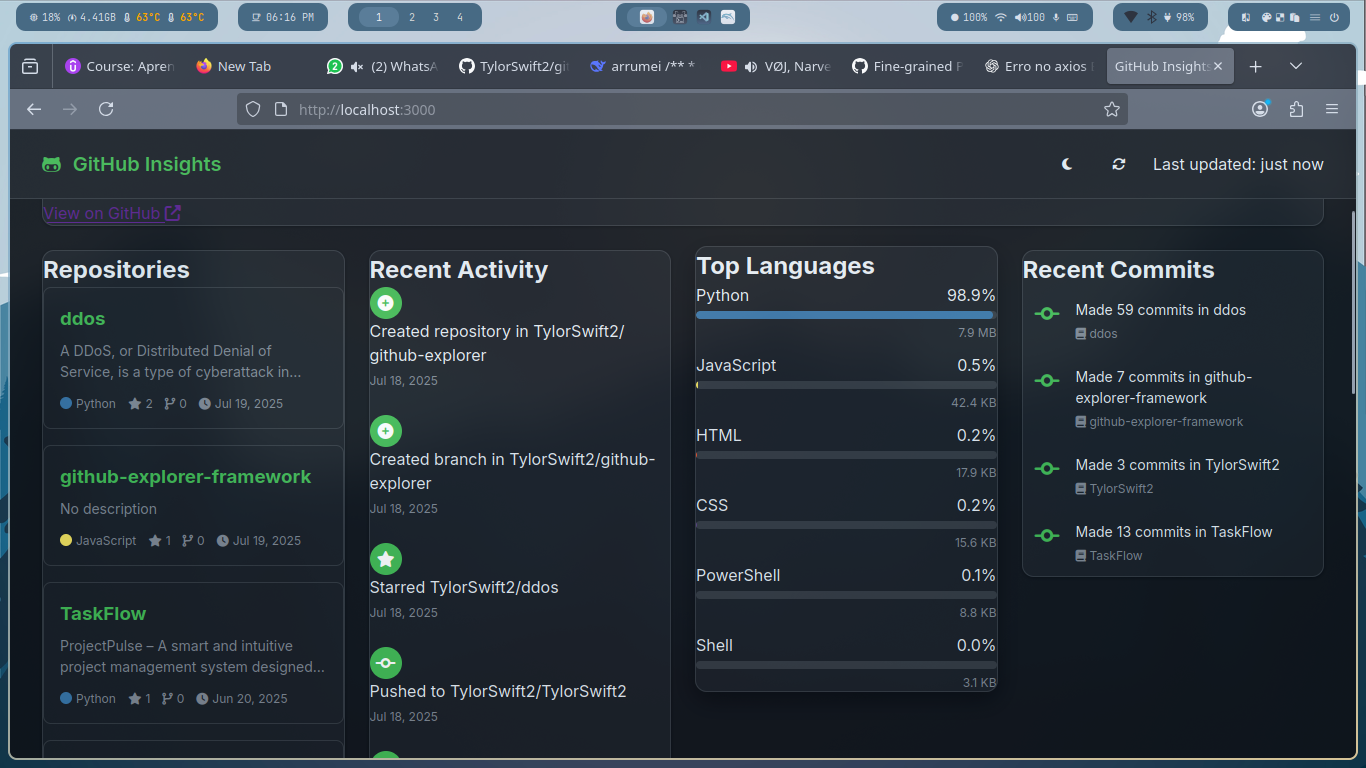 18% 4.41GB 63°C 63°C
06:16 PM
1 2 3 4
100% 100
98%
Course: Apren
New Tab
2 (2) WhatsA
TylorSwift2/git
arrumei /** *
VØJ, Narve
Fine-grained P
Erro no axios
GitHub Insights
http://localhost:3000
GitHub Insights
Last updated: just now
View on GitHub
Repositories
ddos
A DDoS, or Distributed Denial of
Service, is a type of cyberattack in...
Python 2 0 Jul 19, 2025
github-explorer-framework
No description
JavaScript 1 0 Jul 19, 2025
TaskFlow
ProjectPulse – A smart and intuitive
project management system designed...
Python 1 0 Jun 20, 2025
Recent Activity
Created repository in TylorSwift2/
github-explorer
Jul 18, 2025
Created branch in TylorSwift2/github-
explorer
Jul 18, 2025
Starred TylorSwift2/ddos
Jul 18, 2025
Pushed to TylorSwift2/TylorSwift2
Jul 18, 2025
Top Languages
Python 98.9%
7.9 MB
JavaScript 0.5%
42.4 KB
HTML 0.2%
17.9 KB
CSS 0.2%
15.6 KB
PowerShell 0.1%
8.8 KB
Shell 0.0%
3.1 KB
Recent Commits
Made 59 commits in ddos
ddos
Made 7 commits in github-
explorer-framework
github-explorer-framework
Made 3 commits in TylorSwift2
TylorSwift2
Made 13 commits in TaskFlow
TaskFlow